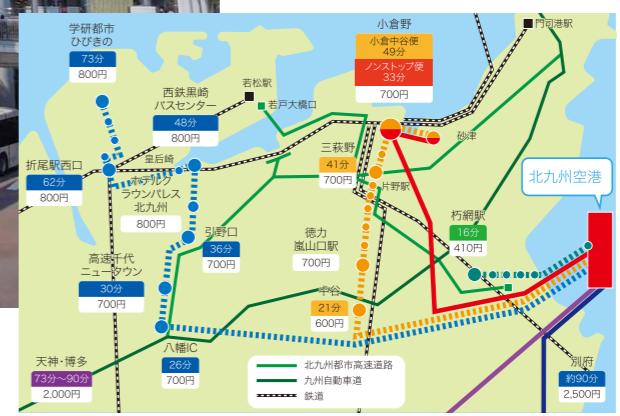 学研都市
ひびきの
73分
800円
小倉野
小倉中谷便
49分
ノンストップ便
33分
700円
門司港駅
西鉄黒崎
バスセンター
48分
800円
若松駅
若戸大橋口
砂津
三萩野
41分
700円
片野駅
皇后崎
折尾駅西口
62分
800円
ホテルクラウンパレス
北九州
800円
北九州空港
朽網駅
16分
410円
引野口
36分
700円
徳力
嵐山口駅
700円
高速千代
ニュータウン
30分
700円
中谷
21分
600円
八幡IC
26分
700円
天神・博多
73分〜90分
2,000円
北九州都市高速道路
九州自動車道
鉄道
別府
約90分
2,500円